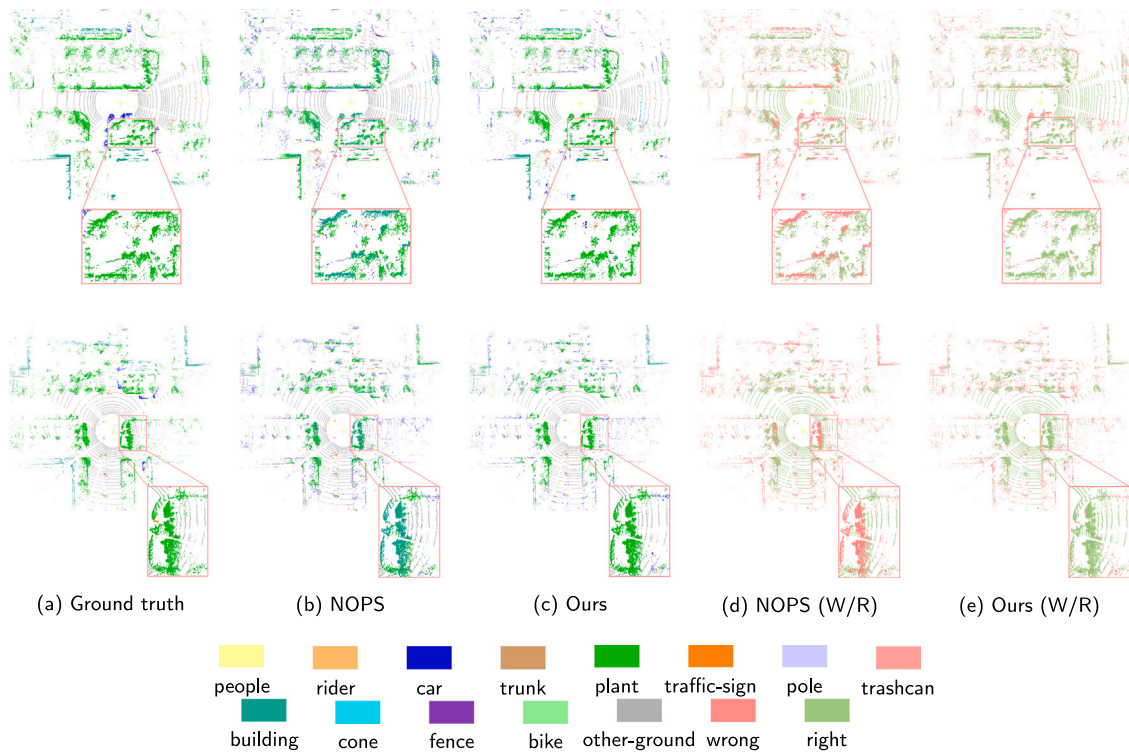 (a) Ground truth
(b) NOPS
(c) Ours
(d) NOPS (W/R)
(e) Ours (W/R)
people
rider
car
trunk
plant
traffic-sign
pole
trashcan
building
cone
fence
bike
other-ground
wrong
right